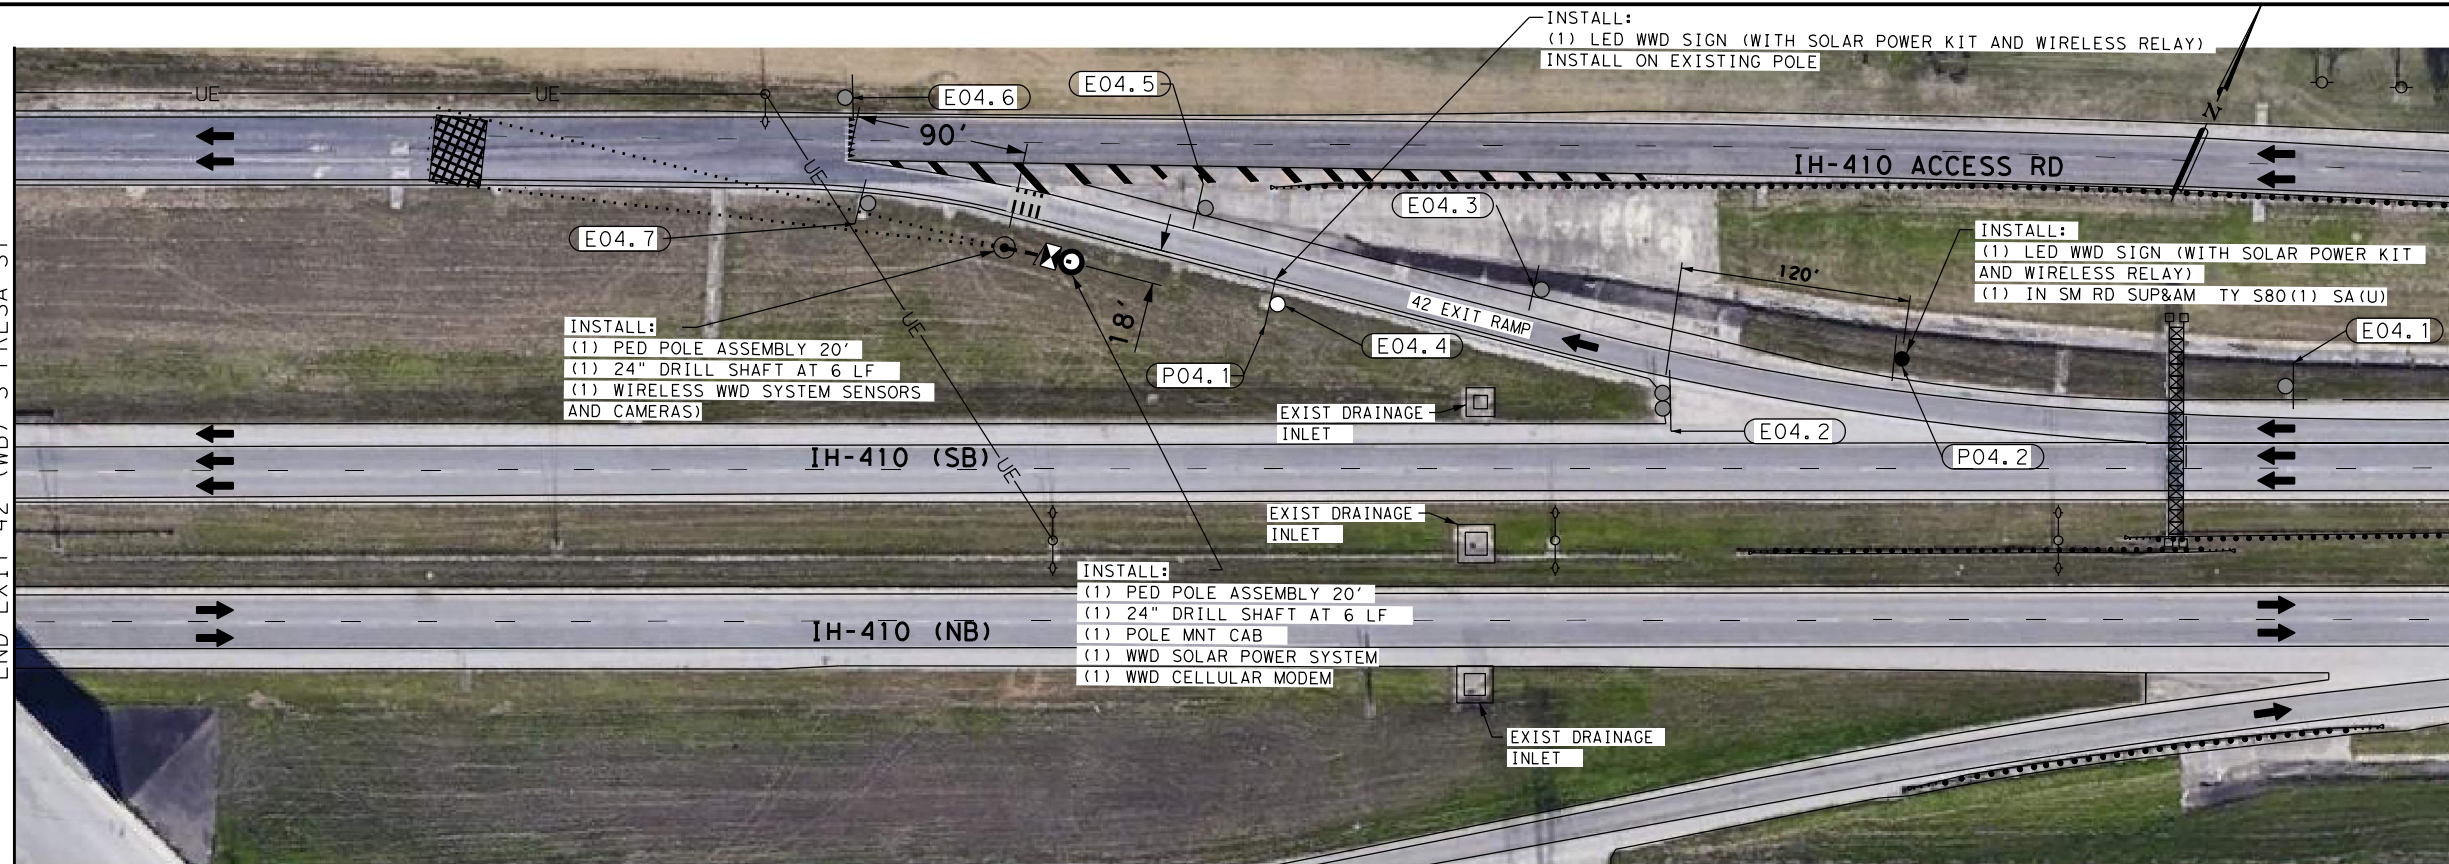 INSTALL:
(1) LED WWD SIGN (WITH SOLAR POWER KIT AND WIRELESS RELAY)
INSTALL ON EXISTING POLE
UE
UE
E04.6
E04.5
90'
N
IH-410 ACCESS RD
UE
E04.3
INSTALL:
(1) LED WWD SIGN (WITH SOLAR POWER KIT
AND WIRELESS RELAY)
(1) IN SM RD SUP&AM TY S80(1) SA(U)
E04.7
120'
42 EXIT RAMP
18'
UE
INSTALL:
(1) PED POLE ASSEMBLY 20'
(1) 24" DRILL SHAFT AT 6 LF
(1) WIRELESS WWD SYSTEM SENSORS
AND CAMERAS)
E04.4
P04.1
E04.1
EXIST DRAINAGE
INLET
E04.2
P04.2
IH-410 (SB)
UE
EXIST DRAINAGE
INLET
INSTALL:
(1) PED POLE ASSEMBLY 20'
(1) 24" DRILL SHAFT AT 6 LF
(1) POLE MNT CAB
(1) WWD SOLAR POWER SYSTEM
(1) WWD CELLULAR MODEM
IH-410 (NB)
EXIST DRAINAGE
INLET